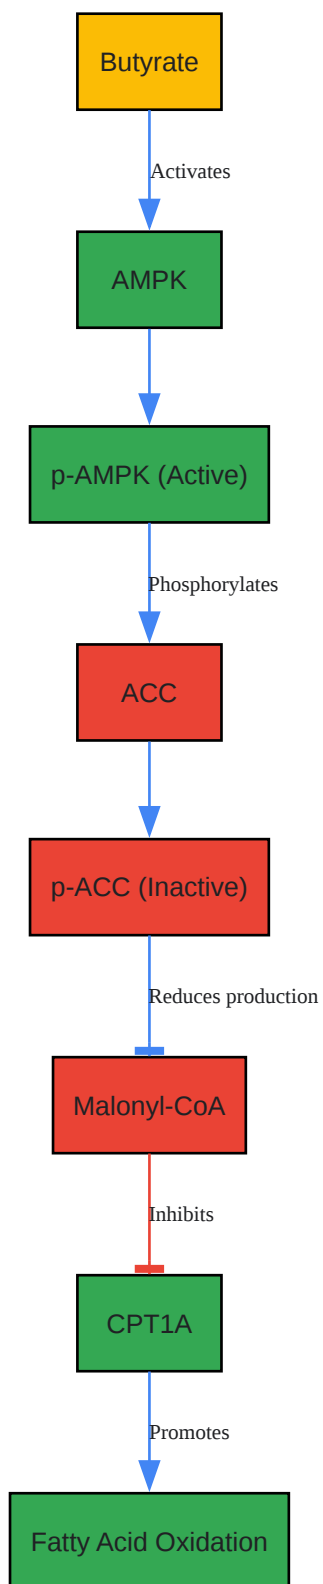 Butyrate
Activates
AMPK
p-AMPK (Active)
Phosphorylates
ACC
p-ACC (Inactive)
Reduces production
Malonyl-CoA
Inhibits
CPT1A
Promotes
Fatty Acid Oxidation